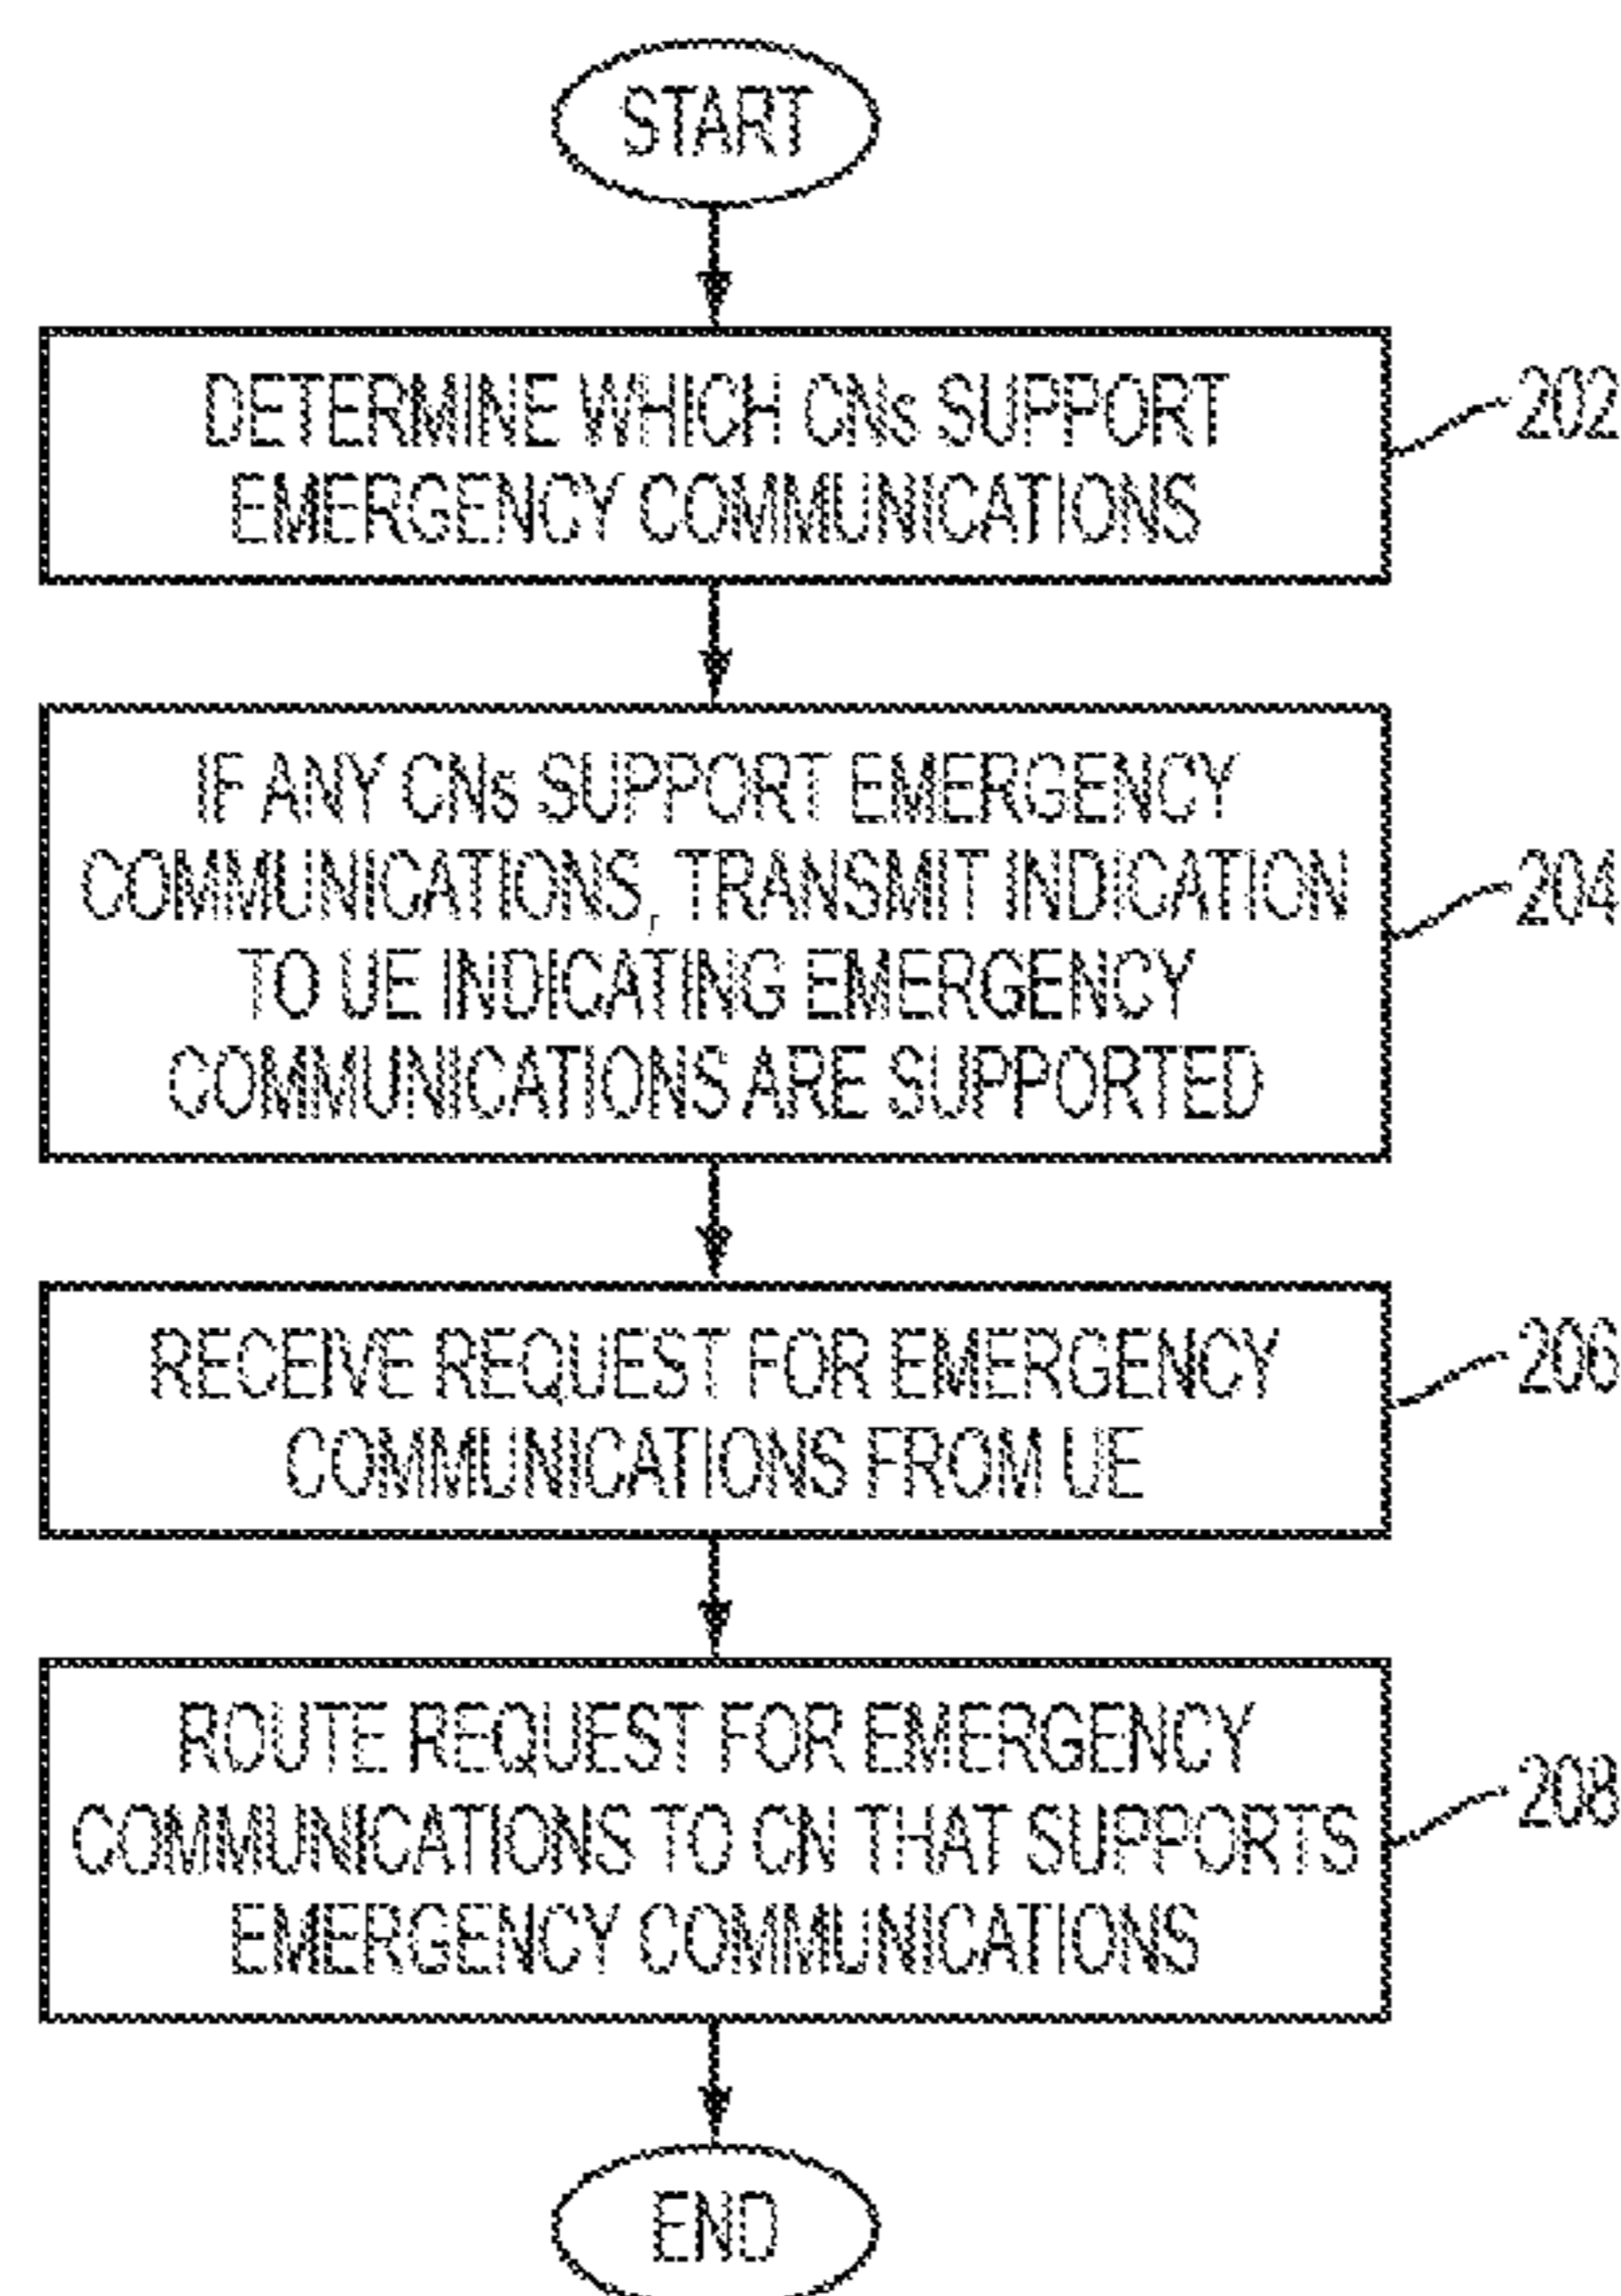 START
DETERMINE WHICH CNs SUPPORT
EMERGENCY COMMUNICATIONS
202
IF ANY CNs SUPPORT EMERGENCY
COMMUNICATIONS, TRANSMIT INDICATION
TO UE INDICATING EMERGENCY
COMMUNICATIONS ARE SUPPORTED
204
RECEIVE REQUEST FOR EMERGENCY
COMMUNICATIONS FROM UE
206
ROUTE REQUEST FOR EMERGENCY
COMMUNICATIONS TO CN THAT SUPPORTS
EMERGENCY COMMUNICATIONS
208
END